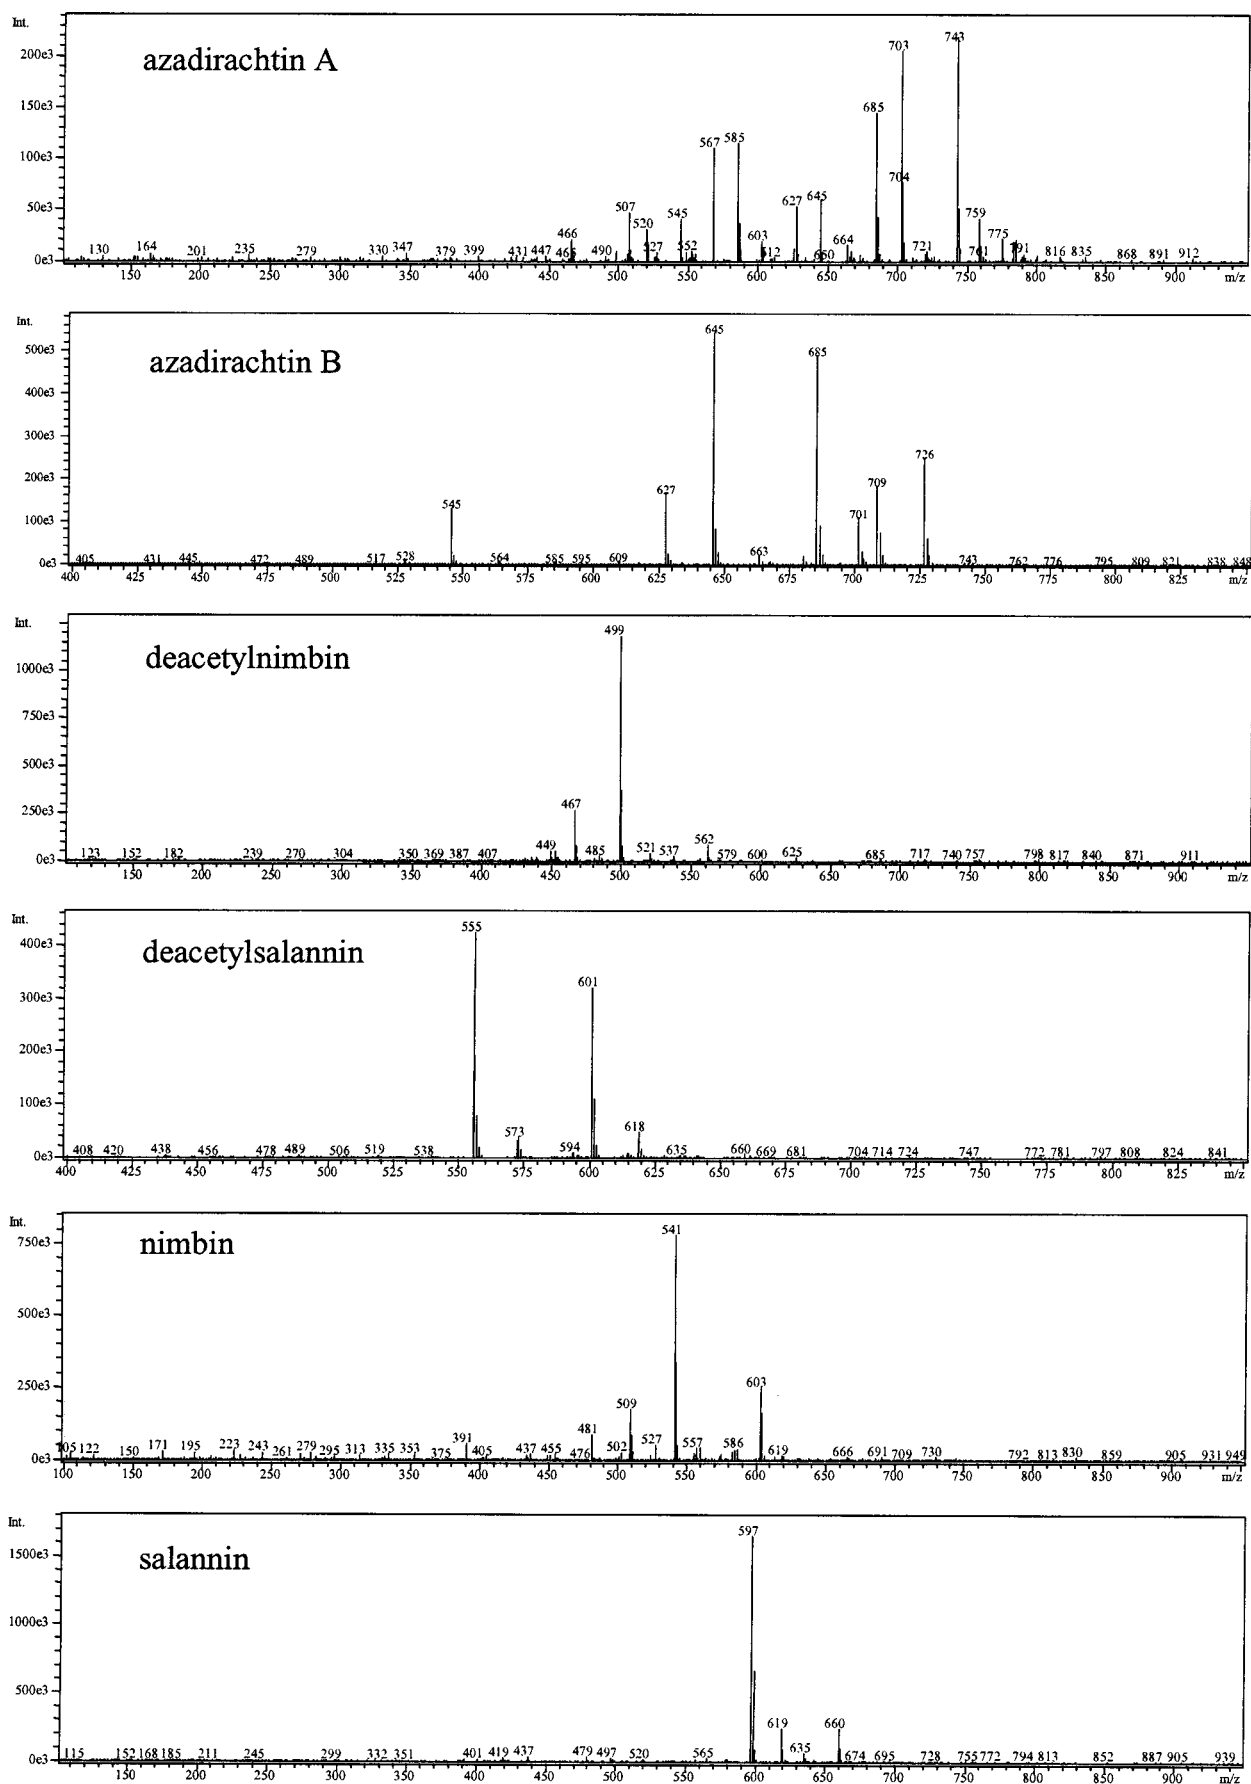 Int.
azadirachtin A
200e3
150e3
100e3
50e3
0e3
130 164 201 235 279 330 347 379 399 431 447 466 490 507 520 527 545 552 567 585 603 612 627 645 650 664 685 703 704 721 743 759 761 775 791 816 835 868 891 912
150 200 250 300 350 400 450 500 550 600 650 700 750 800 850 900 m/z
Int.
azadirachtin B
500e3
400e3
300e3
200e3
100e3
0e3
405 431 445 472 489 517 528 545 564 585 595 609 627 645 663 685 701 709 726 743 762 776 795 809 821 838 848
400 425 450 475 500 525 550 575 600 625 650 675 700 725 750 775 800 825 m/z
Int.
deacetylnimbin
1000e3
750e3
500e3
250e3
0e3
123 152 182 239 270 304 350 369 387 407 449 467 485 499 521 537 562 579 600 625 685 717 740 757 798 817 840 871 911
150 200 250 300 350 400 450 500 550 600 650 700 750 800 850 900 m/z
Int.
deacetylsalannin
400e3
300e3
200e3
100e3
0e3
408 420 438 456 478 489 506 519 538 555 573 594 601 618 635 660 669 681 704 714 724 747 772 781 797 808 824 841
400 425 450 475 500 525 550 575 600 625 650 675 700 725 750 775 800 825 m/z
Int.
nimbin
750e3
500e3
250e3
0e3
105 122 150 171 195 223 243 261 279 295 313 335 353 375 391 405 437 455 476 481 502 509 527 541 557 586 603 619 666 691 709 730 792 813 830 859 905 931 949
100 150 200 250 300 350 400 450 500 550 600 650 700 750 800 850 900 m/z
Int.
salannin
1500e3
1000e3
500e3
0e3
115 152 168 185 211 245 299 332 351 401 419 437 479 497 520 565 597 619 635 660 674 695 728 755 772 794 813 852 887 905 939
150 200 250 300 350 400 450 500 550 600 650 700 750 800 850 900 m/z